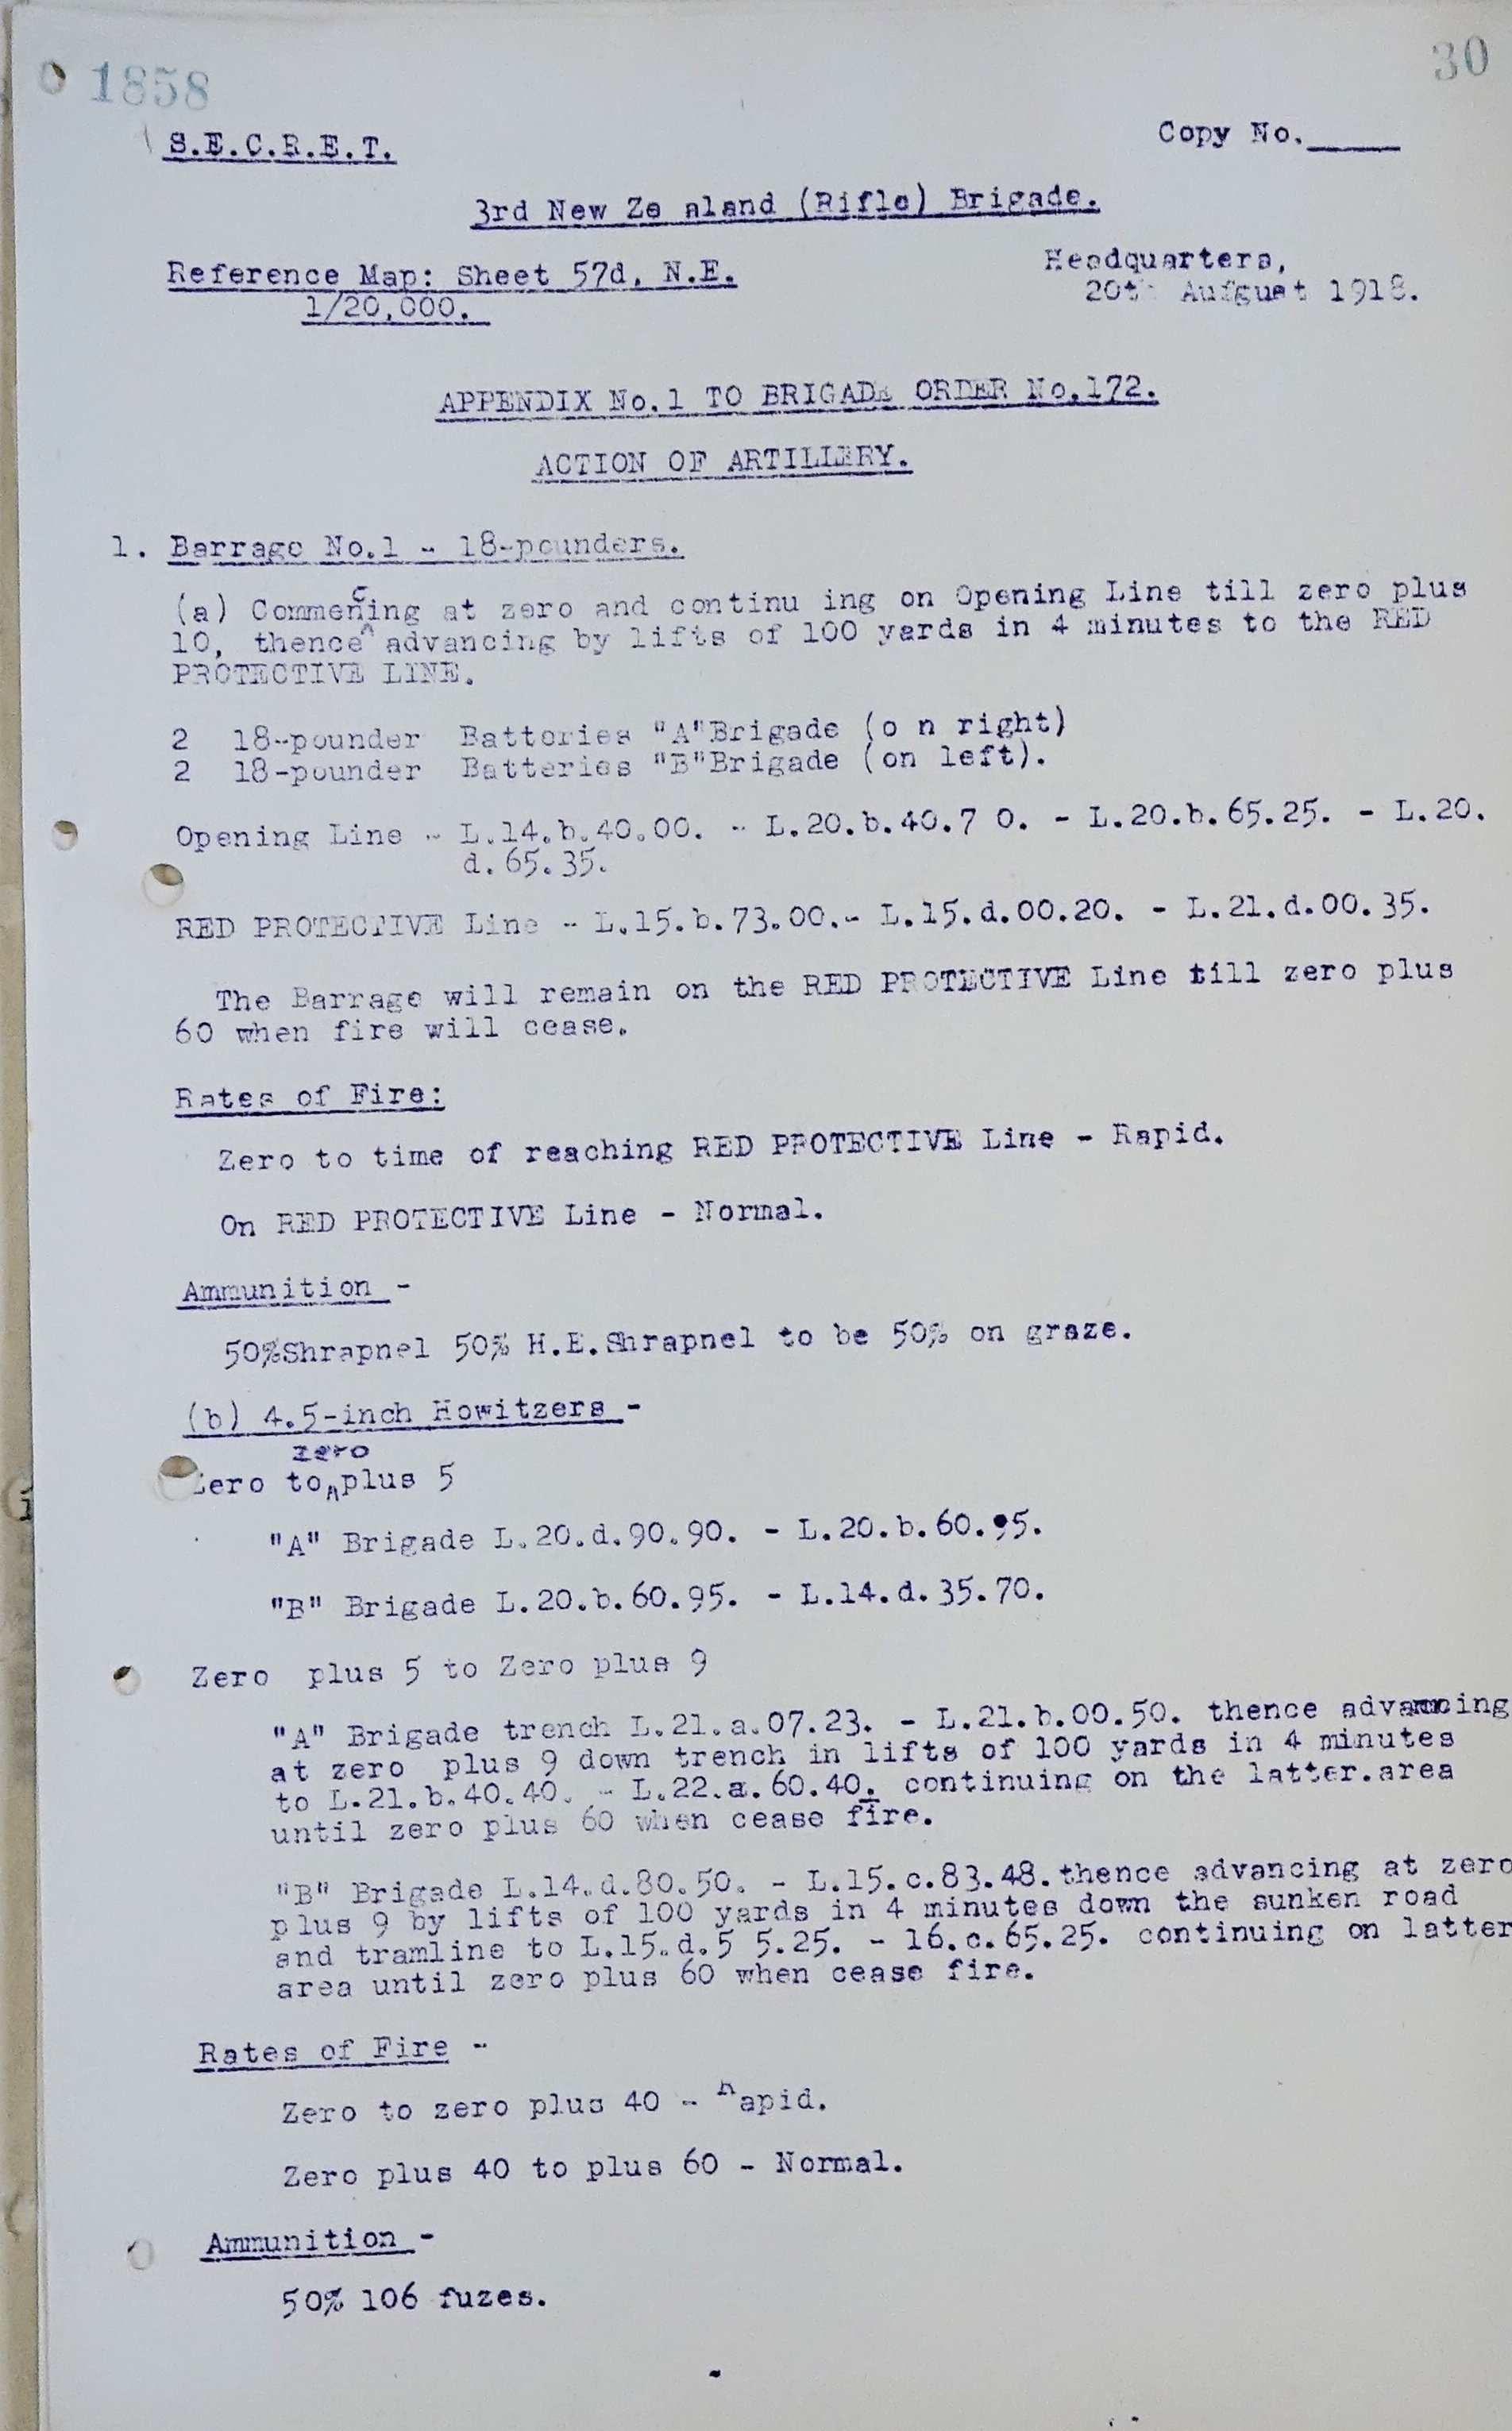 1858
30
S.E.C.R.E.T.
Copy No.
3rd New Ze aland (Rifle) Brigade.
Reference Map: Sheet 57d, N.E.
1/20,000.
Headquarters,
20th Aufgust 1918.
APPENDIX No.1 TO BRIGADE ORDER No.172.
ACTION OF ARTILLERY.
1. Barrage No.1 - 18-pounders.
(a) Commencing at zero and continu ing on Opening Line till zero plus
10, thence advancing by lifts of 100 yards in 4 minutes to the RED
PROTECTIVE LINE.
2 18-pounder Batteries "A"Brigade (o n right)
2 18-pounder Batteries "B"Brigade (on left).
Opening Line - L.14.b.40.00. - L.20.b.40.7 0. - L.20.b.65.25. - L.20.
d.65.35.
RED PROTECTIVE Line - L.15.b.73.00.- L.15.d.00.20. - L.21.d.00.35.
The Barrage will remain on the RED PROTECTIVE Line till zero plus
60 when fire will cease.
Rates of Fire:
Zero to time of reaching RED PROTECTIVE Line - Rapid.
On RED PROTECTIVE Line - Normal.
Ammunition -
50%Shrapnel 50% H.E.Shrapnel to be 50% on graze.
(b) 4.5-inch Howitzers -
zero
Zero to plus 5
"A" Brigade L.20.d.90.90. - L.20.b.60.95.
"B" Brigade L.20.b.60.95. - L.14.d.35.70.
Zero plus 5 to Zero plus 9
"A" Brigade trench L.21.a.07.23. - L.21.b.00.50. thence advancing
at zero plus 9 down trench in lifts of 100 yards in 4 minutes
to L.21.b.40.40. - L.22.a.60.40. continuing on the latter.area
until zero plus 60 when cease fire.
"B" Brigade L.14.d.80.50. - L.15.c.83.48.thence advancing at zero
plus 9 by lifts of 100 yards in 4 minutes down the sunken road
and tramline to L.15.d.5 5.25. - 16.c.65.25. continuing on latter
area until zero plus 60 when cease fire.
Rates of Fire -
Zero to zero plus 40 - Rapid.
Zero plus 40 to plus 60 - Normal.
Ammunition -
50% 106 fuzes.